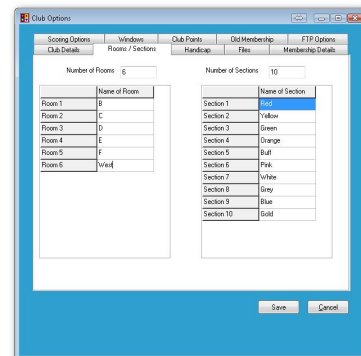 Club Options
Scoring Options Windows Club Points Old Membership FTP Options
Club Details Rooms / Sections Handicap Files Membership Details
Number of Rooms 6 Number of Sections 10
Name of Room Name of Section
Room 1 B Section 1 Red
Room 2 C Section 2 Yellow
Room 3 D Section 3 Green
Room 4 E Section 4 Orange
Room 5 F Section 5 Buff
Room 6 West Section 6 Pink
Section 7 White
Section 8 Grey
Section 9 Blue
Section 10 Gold
Save Cancel